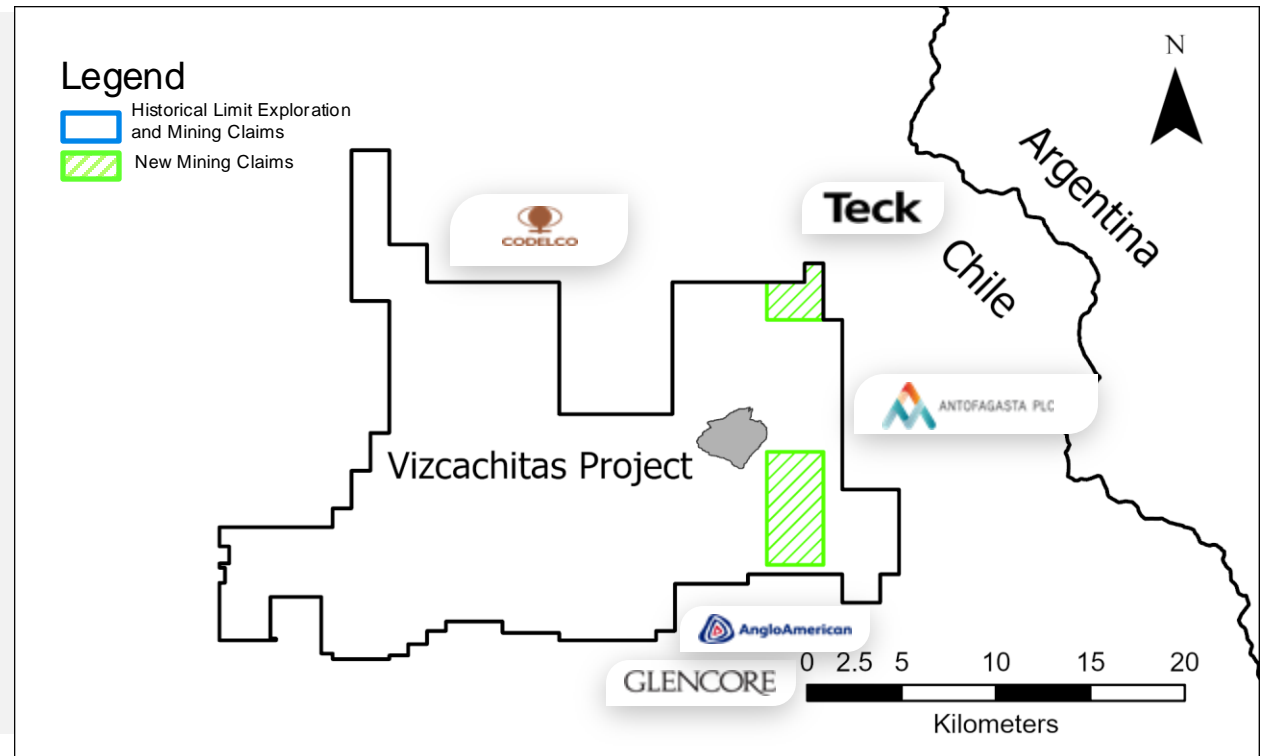 Legend
Historical Limit Exploration
and Mining Claims
New Mining Claims
N
Argentina
Chile
CODELCO
Teck
ANTOFAGASTA PLC
Vizcachitas Project
AngloAmerican
GLENCORE
0 2.5 5 10 15 20
Kilometers